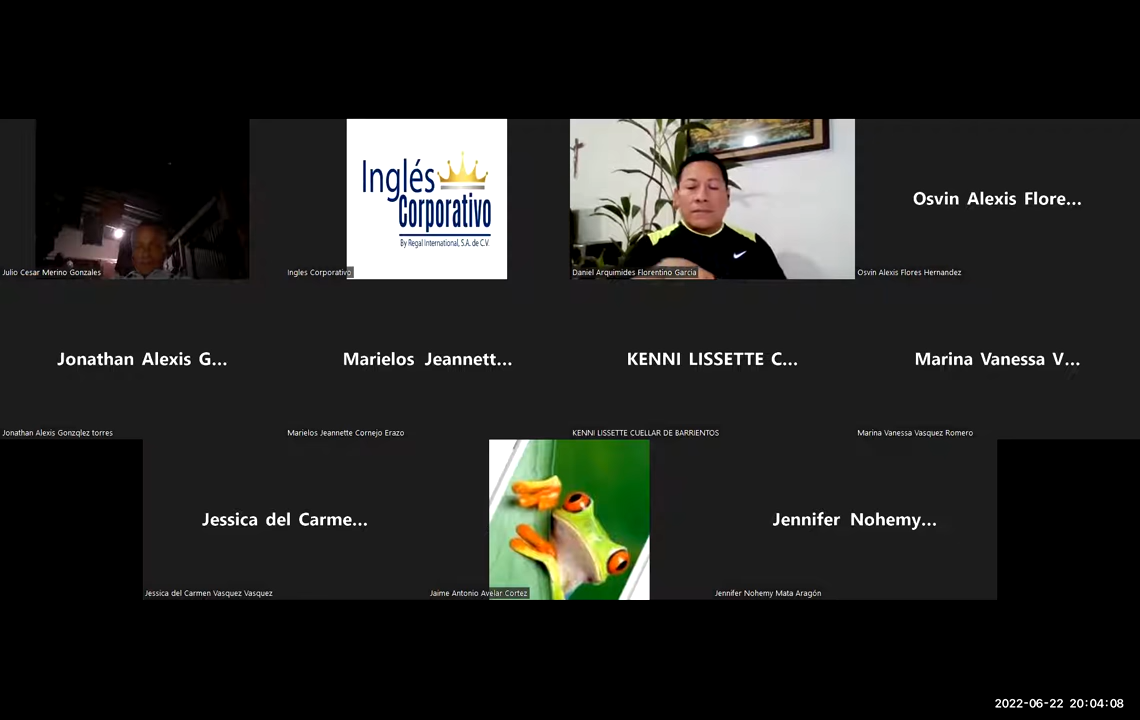 Inglés
Corporativo
By Regal International, S.A. de C.V.
Osvin Alexis Flore...
Julio Cesar Merino Gonzales
Ingles Corporativo
Daniel Arquimides Florentino Garcia
Osvin Alexis Flores Hernandez
Jonathan Alexis G...
Marielos Jeannett...
KENNI LISSETTE C...
Marina Vanessa V...
Jonathan Alexis Gonzqlez torres
Marielos Jeannette Cornejo Erazo
KENNI LISSETTE CUELLAR DE BARRIENTOS
Marina Vanessa Vasquez Romero
Jessica del Carme...
Jennifer Nohemy...
Jessica del Carmen Vasquez Vasquez
Jaime Antonio Avelar Cortez
Jennifer Nohemy Mata Aragón
2022-06-22 20:04:08